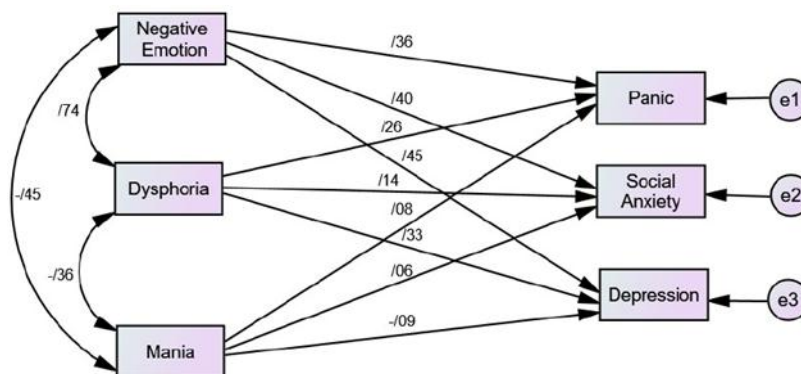 Negative
Emotion
/36
/40
/74
/26
Panic
e1
/45
Dysphoria
/14
Social
Anxiety
e2
-/45
/08
/33
-/36
/06
Depression
e3
-/09
Mania